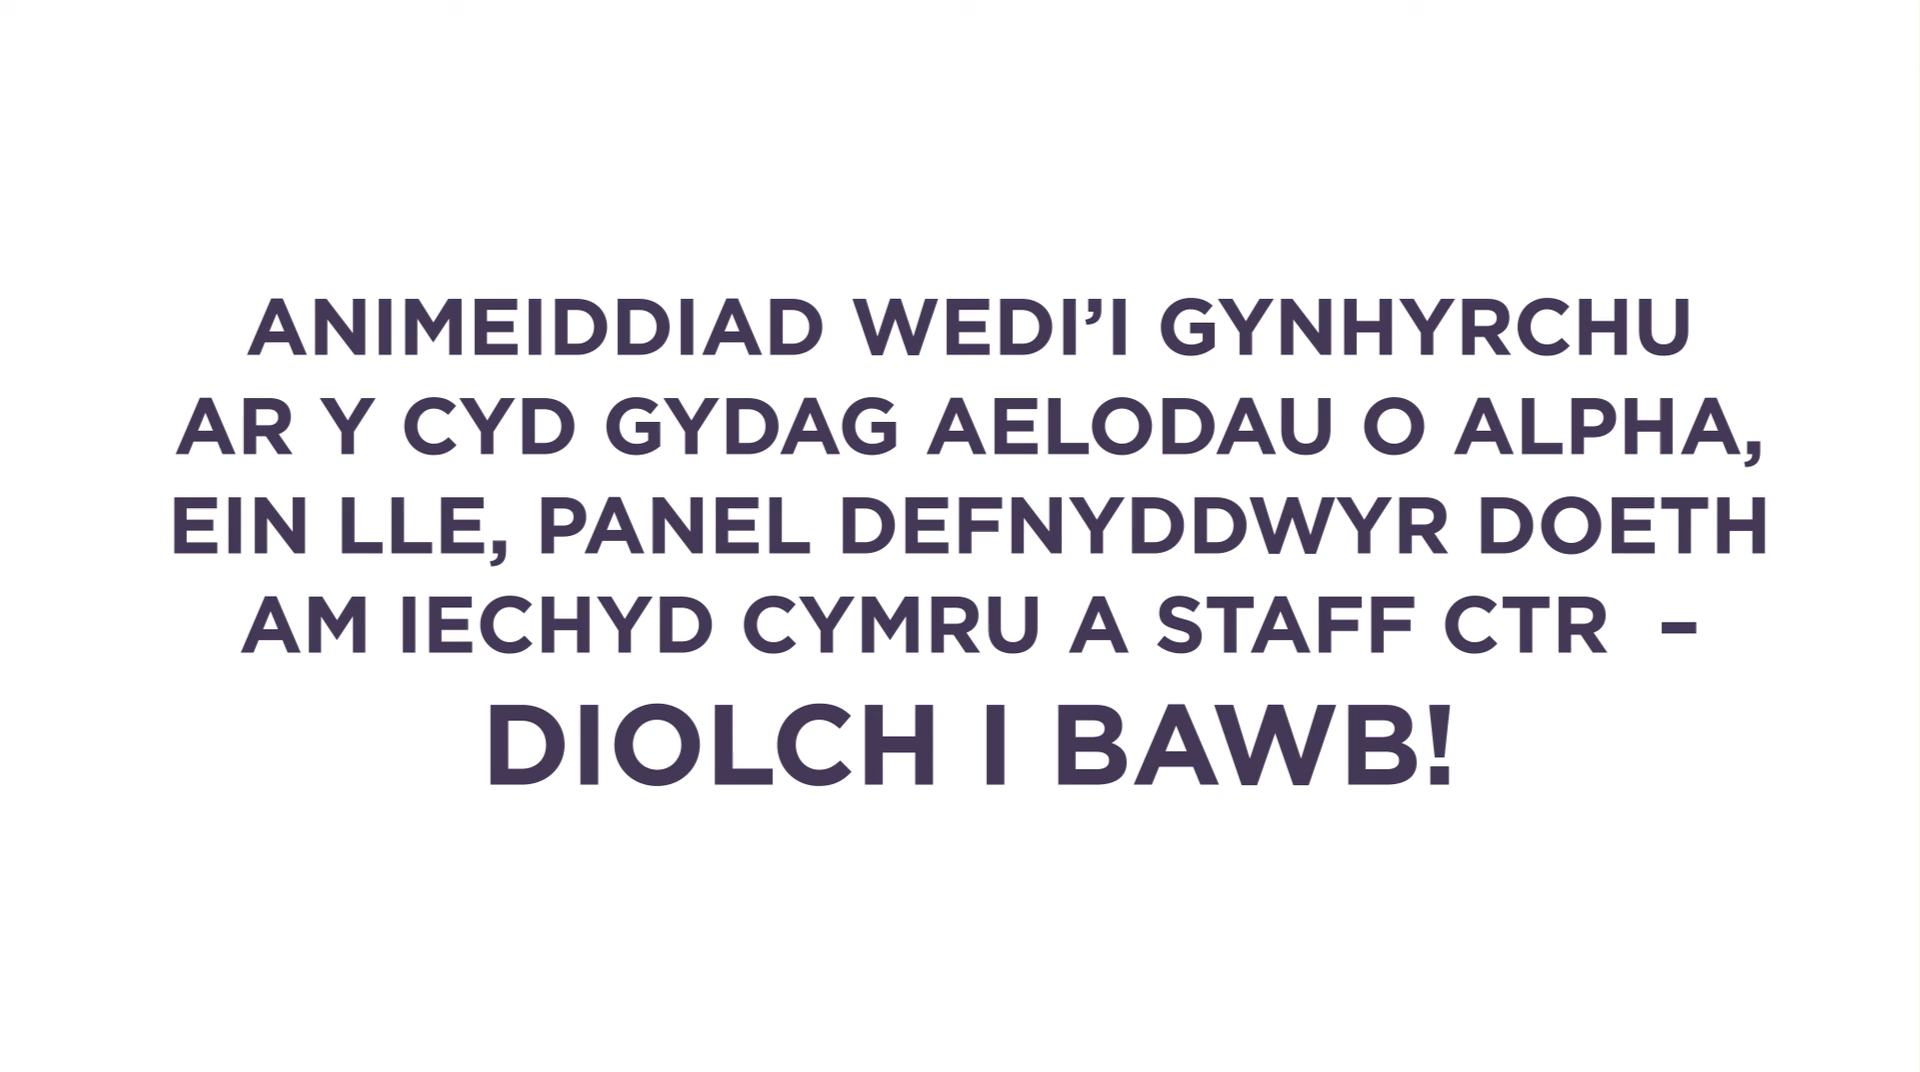 ANIMEIDDIAD WEDI’I GYNHYRCHU
AR Y CYD GYDAG AELODAU O ALPHA,
EIN LLE, PANEL DEFNYDDWYR DOETH
AM IECHYD CYMRU A STAFF CTR –
DIOLCH I BAWB!